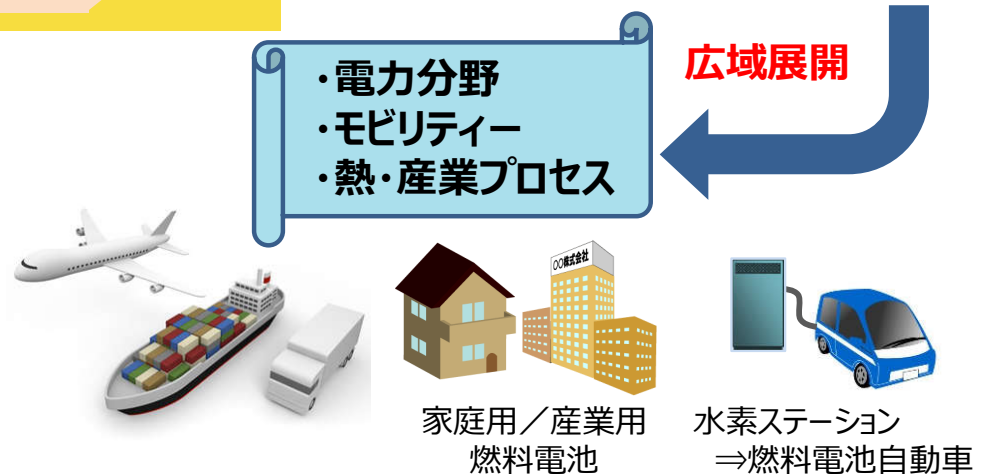 ・電力分野
・モビリティー
・熱・産業プロセス
広域展開
〇〇株式会社
家庭用／産業用
燃料電池
水素ステーション
⇒燃料電池自動車